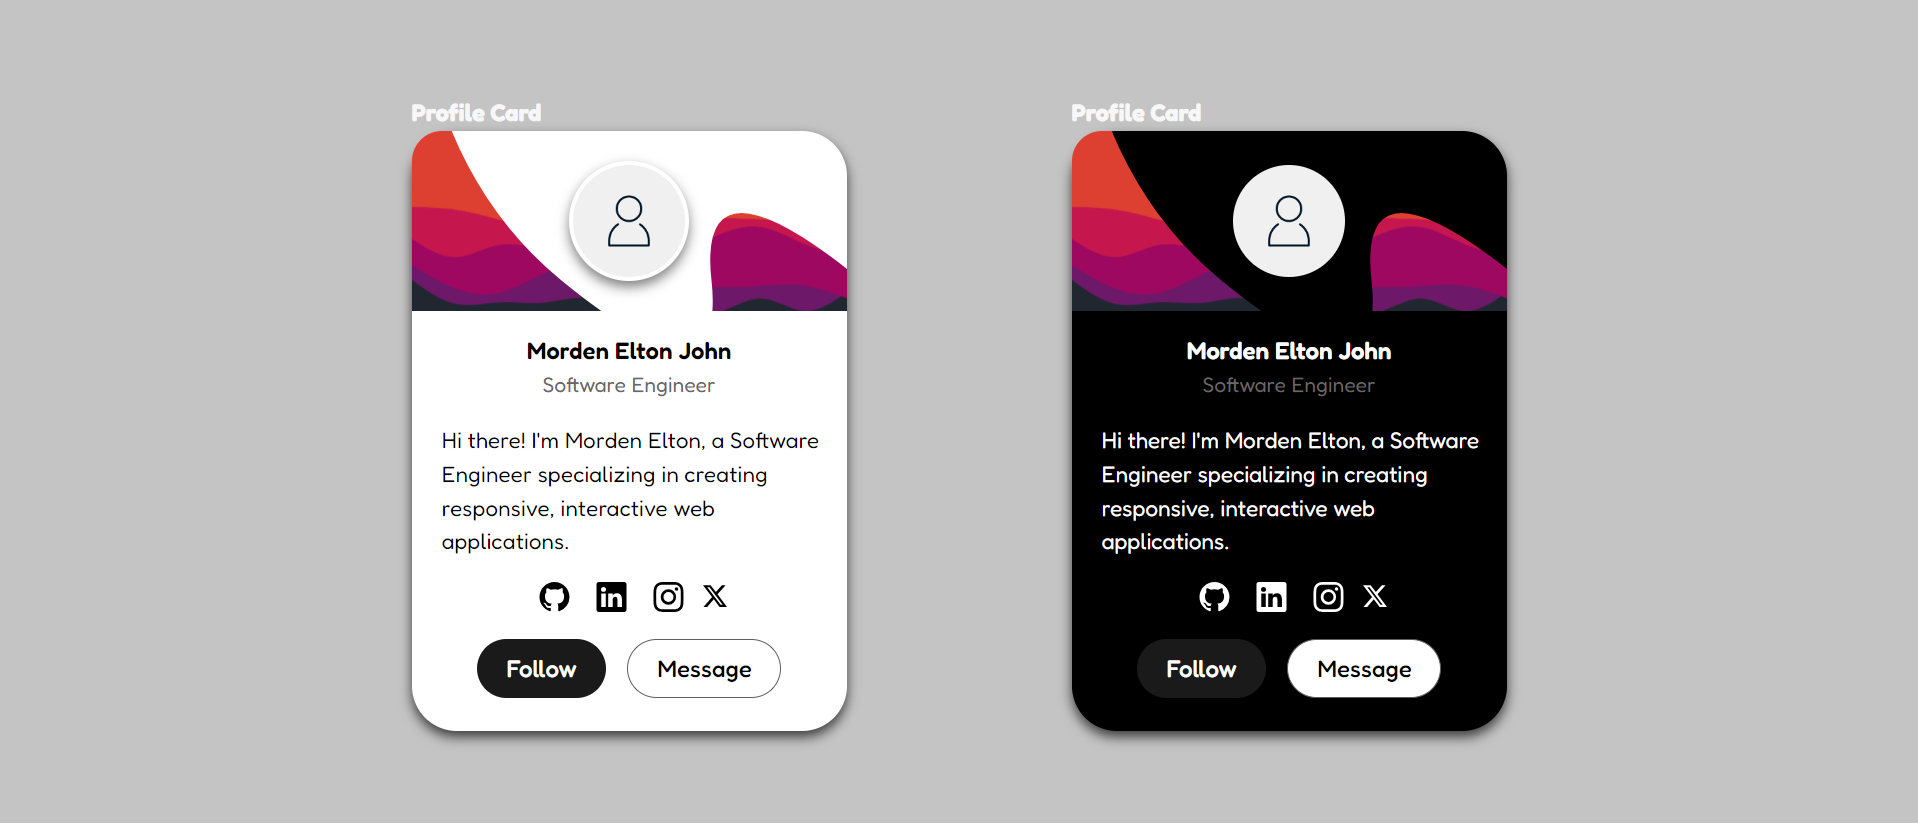 Profile Card
Morden Elton John
Software Engineer
Hi there! I'm Morden Elton, a Software
Engineer specializing in creating
responsive, interactive web
applications.
in
Follow
Message
Profile Card
Morden Elton John
Software Engineer
Hi there! I'm Morden Elton, a Software
Engineer specializing in creating
responsive, interactive web
applications.
in
Follow
Message